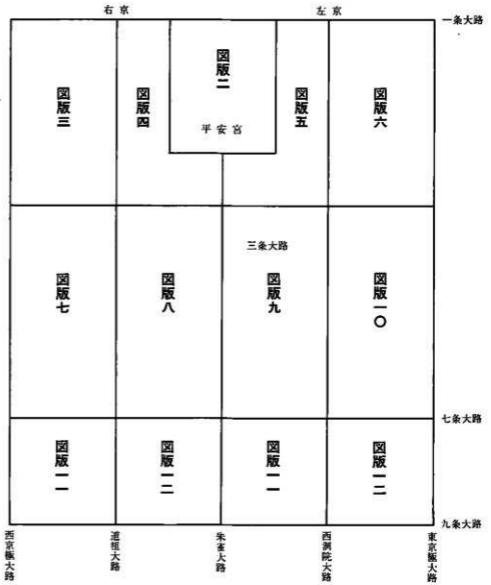 右京
左京
一条大路
図版二
図版三
図版四
図版五
図版六
平安宮
三条大路
図版七
図版八
図版九
図版一〇
七条大路
図版一一
図版一二
図版一一
図版一二
九条大路
西京極大路
道祖大路
朱雀大路
西洞院大路
東京極大路